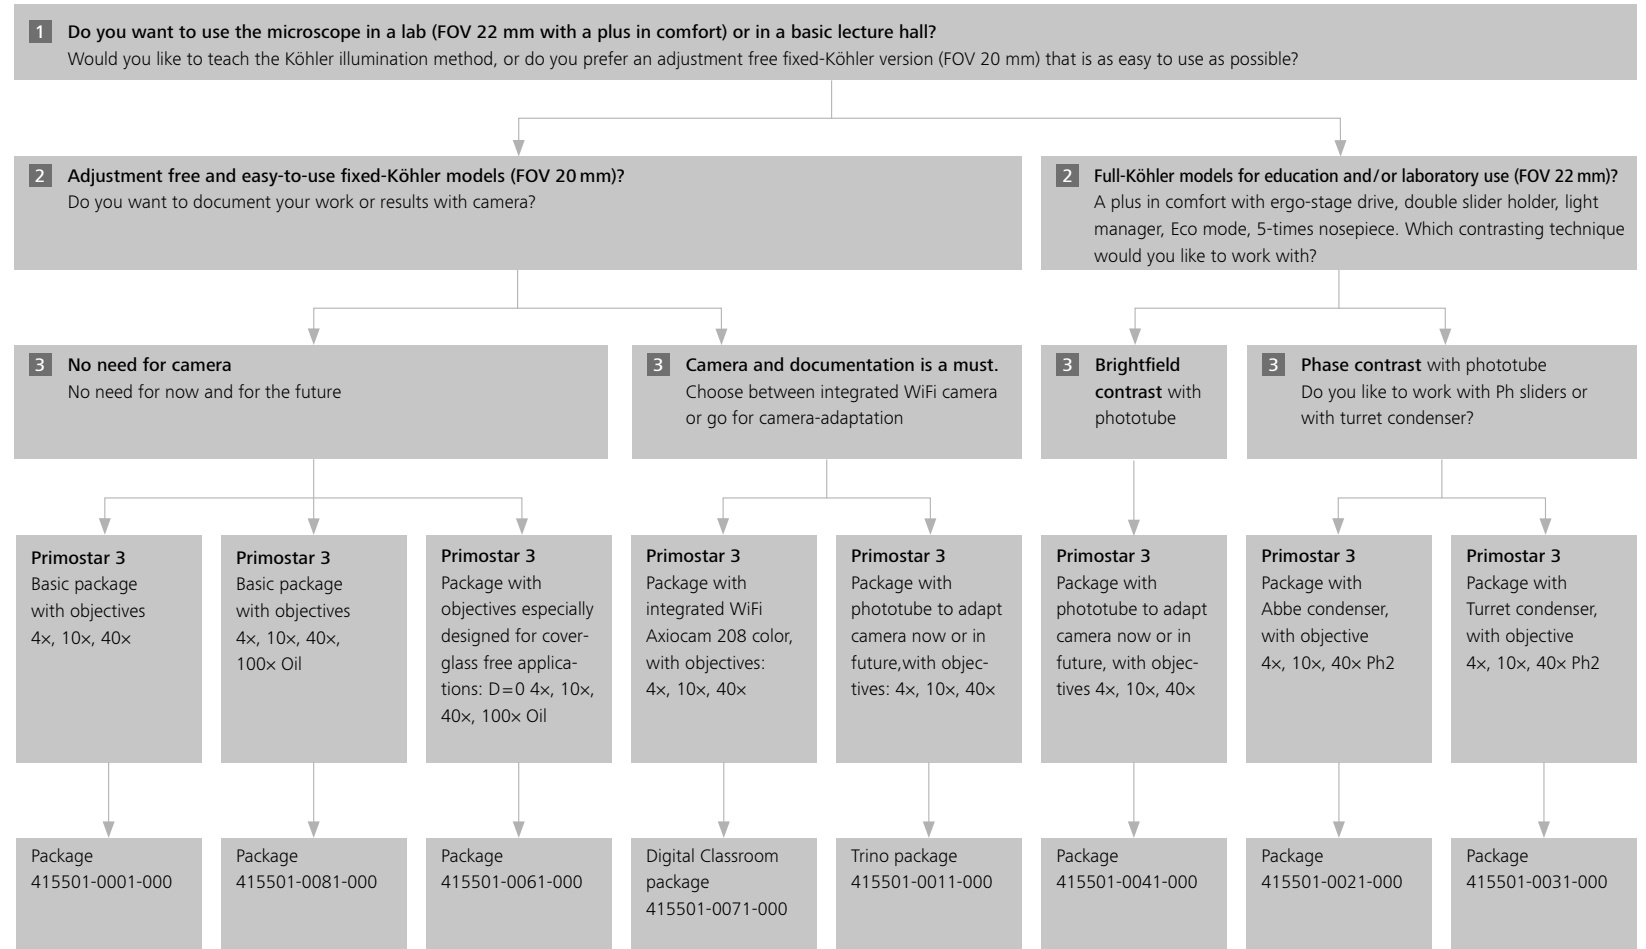 1 Do you want to use the microscope in a lab (FOV 22 mm with a plus in comfort) or in a basic lecture hall?
Would you like to teach the Köhler illumination method, or do you prefer an adjustment free fixed-Köhler version (FOV 20 mm) that is as easy to use as possible?
2 Adjustment free and easy-to-use fixed-Köhler models (FOV 20 mm)?
Do you want to document your work or results with camera?
2 Full-Köhler models for education and/or laboratory use (FOV 22 mm)?
A plus in comfort with ergo-stage drive, double slider holder, light
manager, Eco mode, 5-times nosepiece. Which contrasting technique
would you like to work with?
3 No need for camera
No need for now and for the future
3 Camera and documentation is a must.
Choose between integrated WiFi camera
or go for camera-adaptation
3 Brightfield
contrast with
phototube
3 Phase contrast with phototube
Do you like to work with Ph sliders or
with turret condenser?
Primostar 3
Basic package
with objectives
4×, 10×, 40×
Primostar 3
Basic package
with objectives
4×, 10×, 40×,
100× Oil
Primostar 3
Package with
objectives especially
designed for cover-
glass free applica-
tions: D=0 4×, 10×,
40×, 100× Oil
Primostar 3
Package with
integrated WiFi
Axiocam 208 color,
with objectives:
4×, 10×, 40×
Primostar 3
Package with
phototube to adapt
camera now or in
future,with objec-
tives: 4×, 10×, 40×
Primostar 3
Package with
phototube to adapt
camera now or in
future, with objec-
tives 4×, 10×, 40×
Primostar 3
Package with
Abbe condenser,
with objective
4×, 10×, 40× Ph2
Primostar 3
Package with
Turret condenser,
with objective
4×, 10×, 40× Ph2
Package
415501-0001-000
Package
415501-0081-000
Package
415501-0061-000
Digital Classroom
package
415501-0071-000
Trino package
415501-0011-000
Package
415501-0041-000
Package
415501-0021-000
Package
415501-0031-000